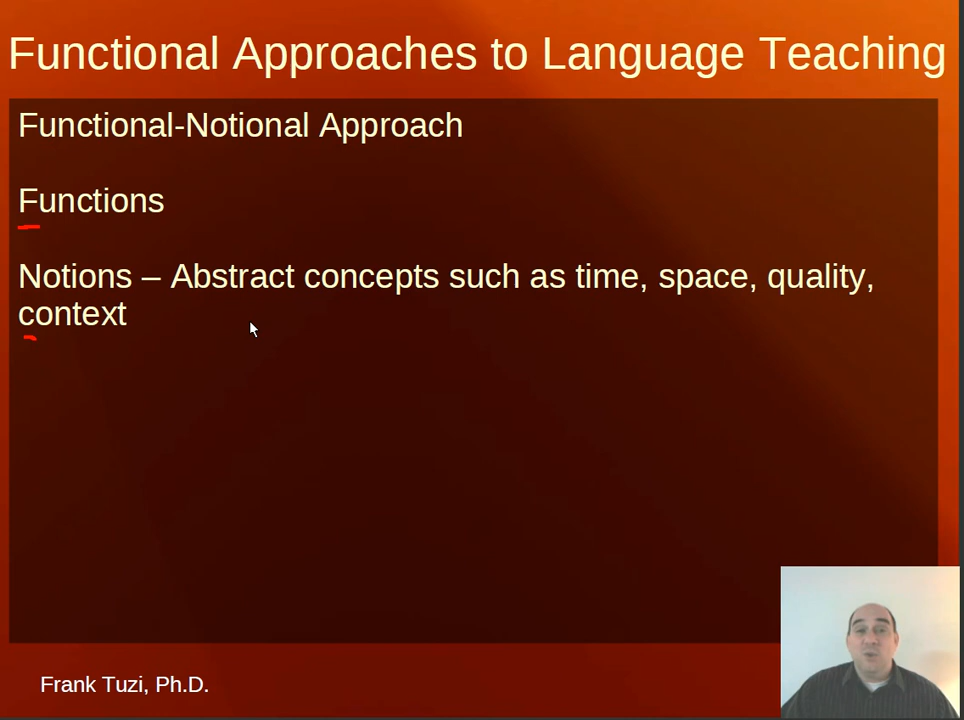 Functional Approaches to Language Teaching
Functional-Notional Approach
Functions
Notions – Abstract concepts such as time, space, quality,
context
Frank Tuzi, Ph.D.